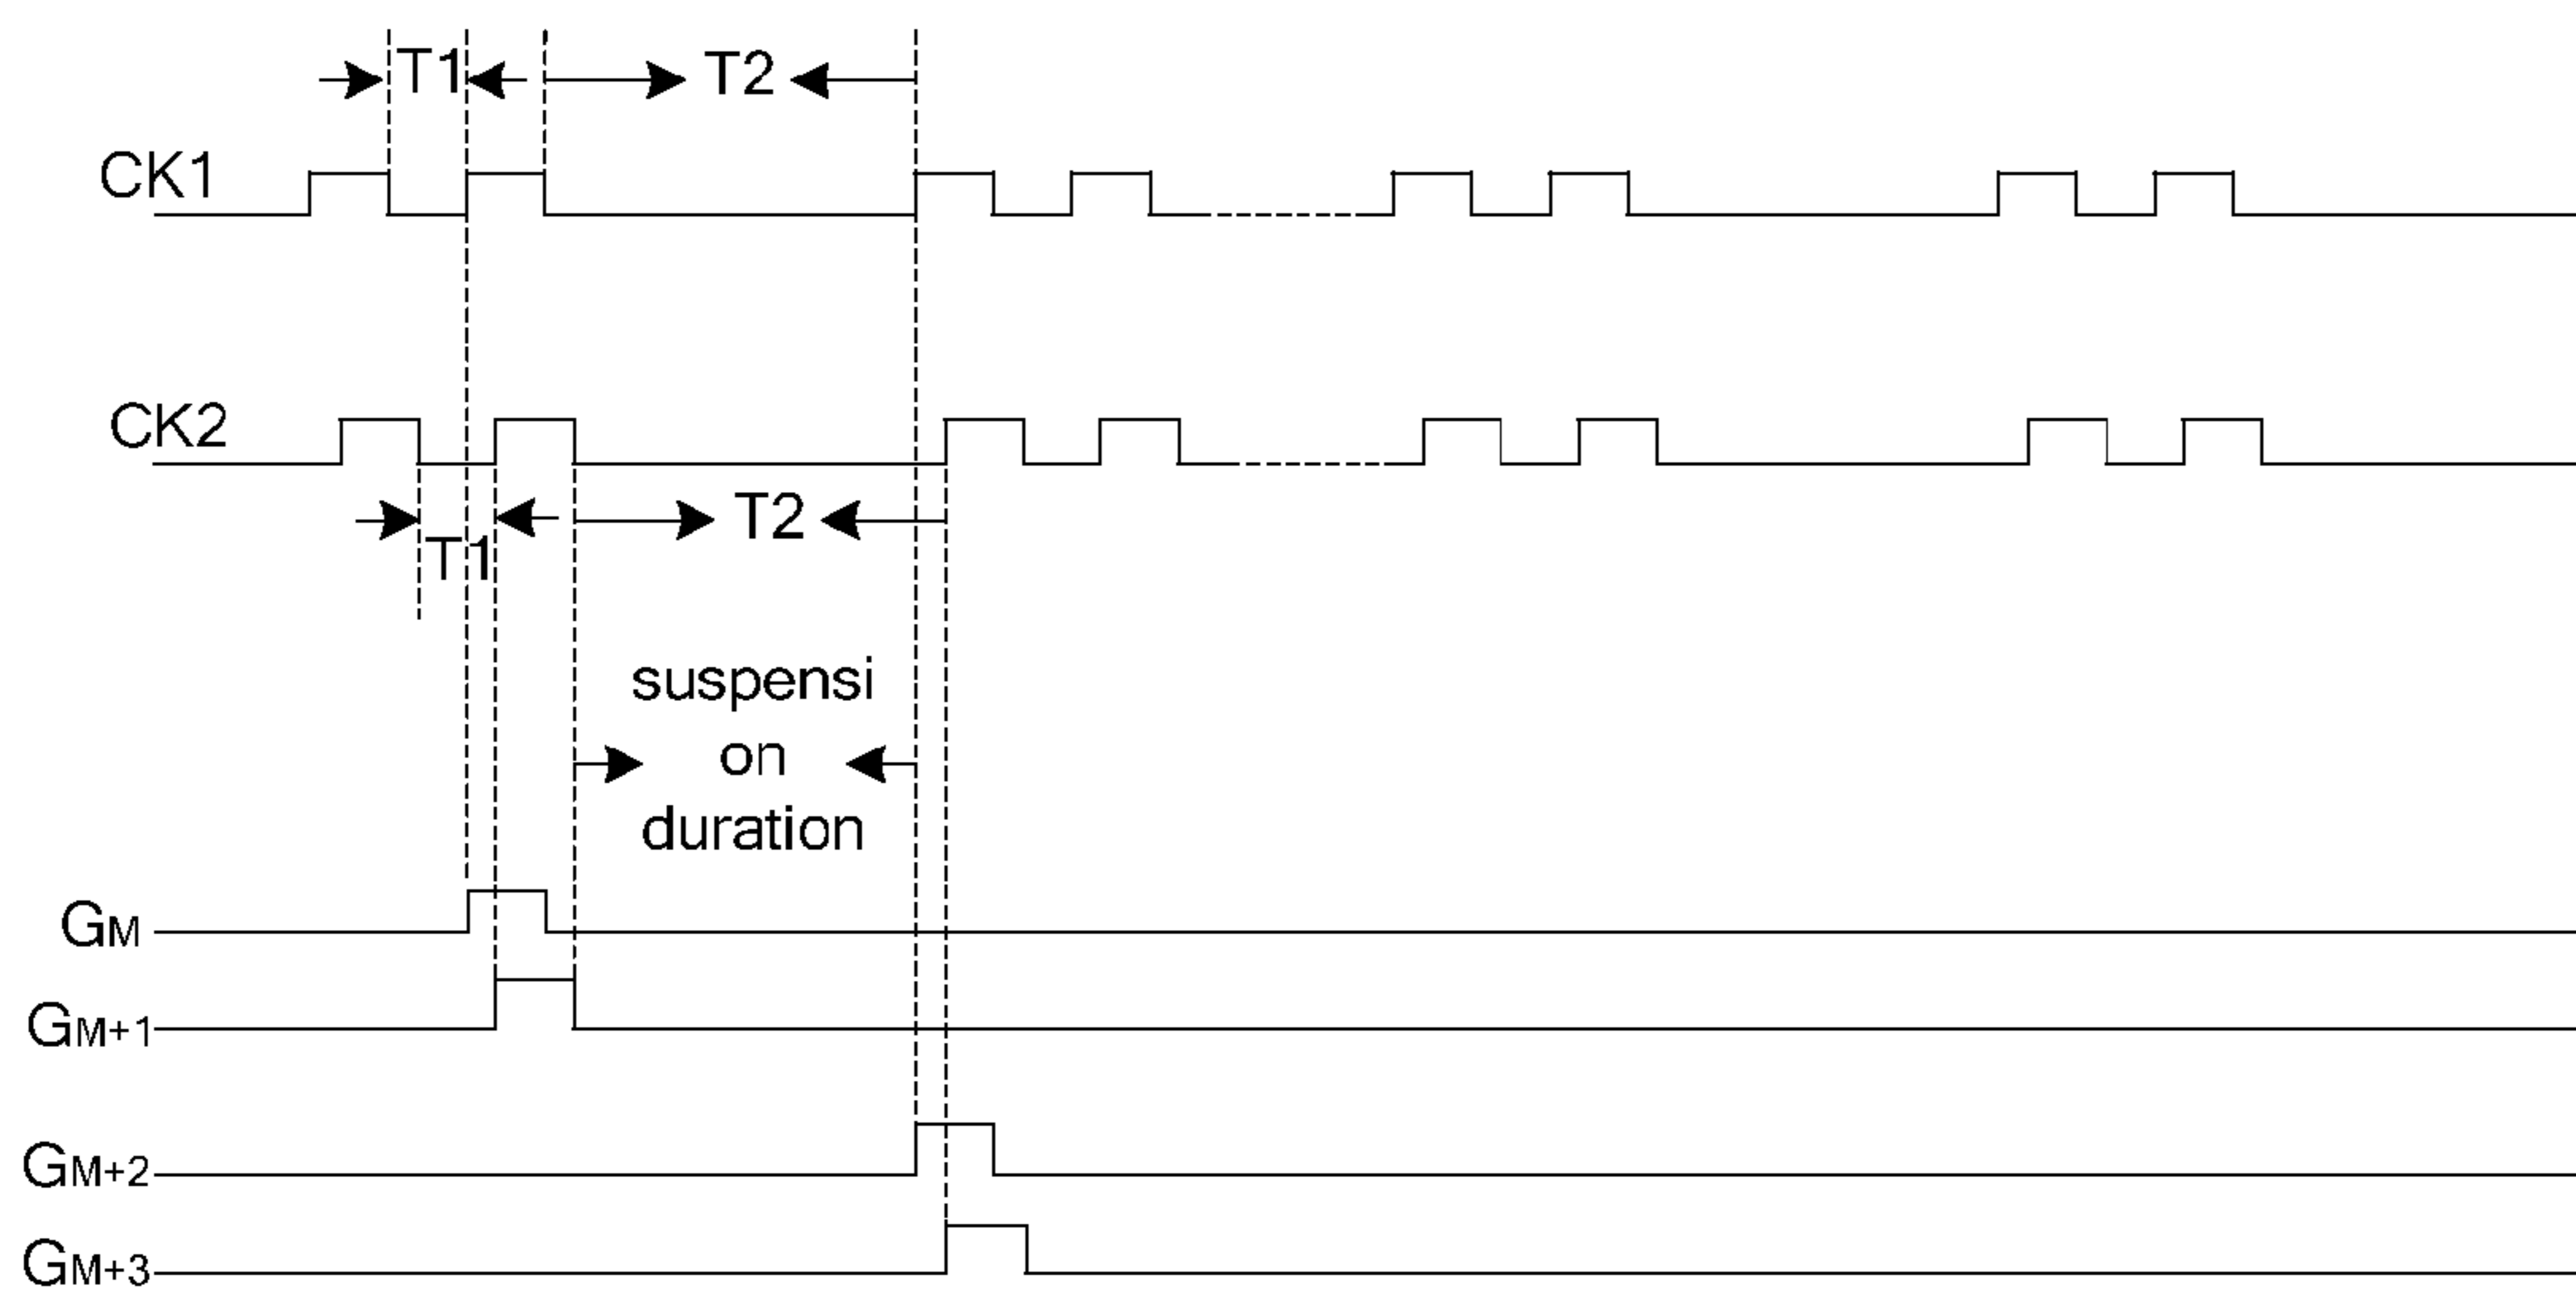 T1 T2
CK1
CK2
T2
T1
suspensi
on
duration
GM
GM+1
GM+2
GM+3